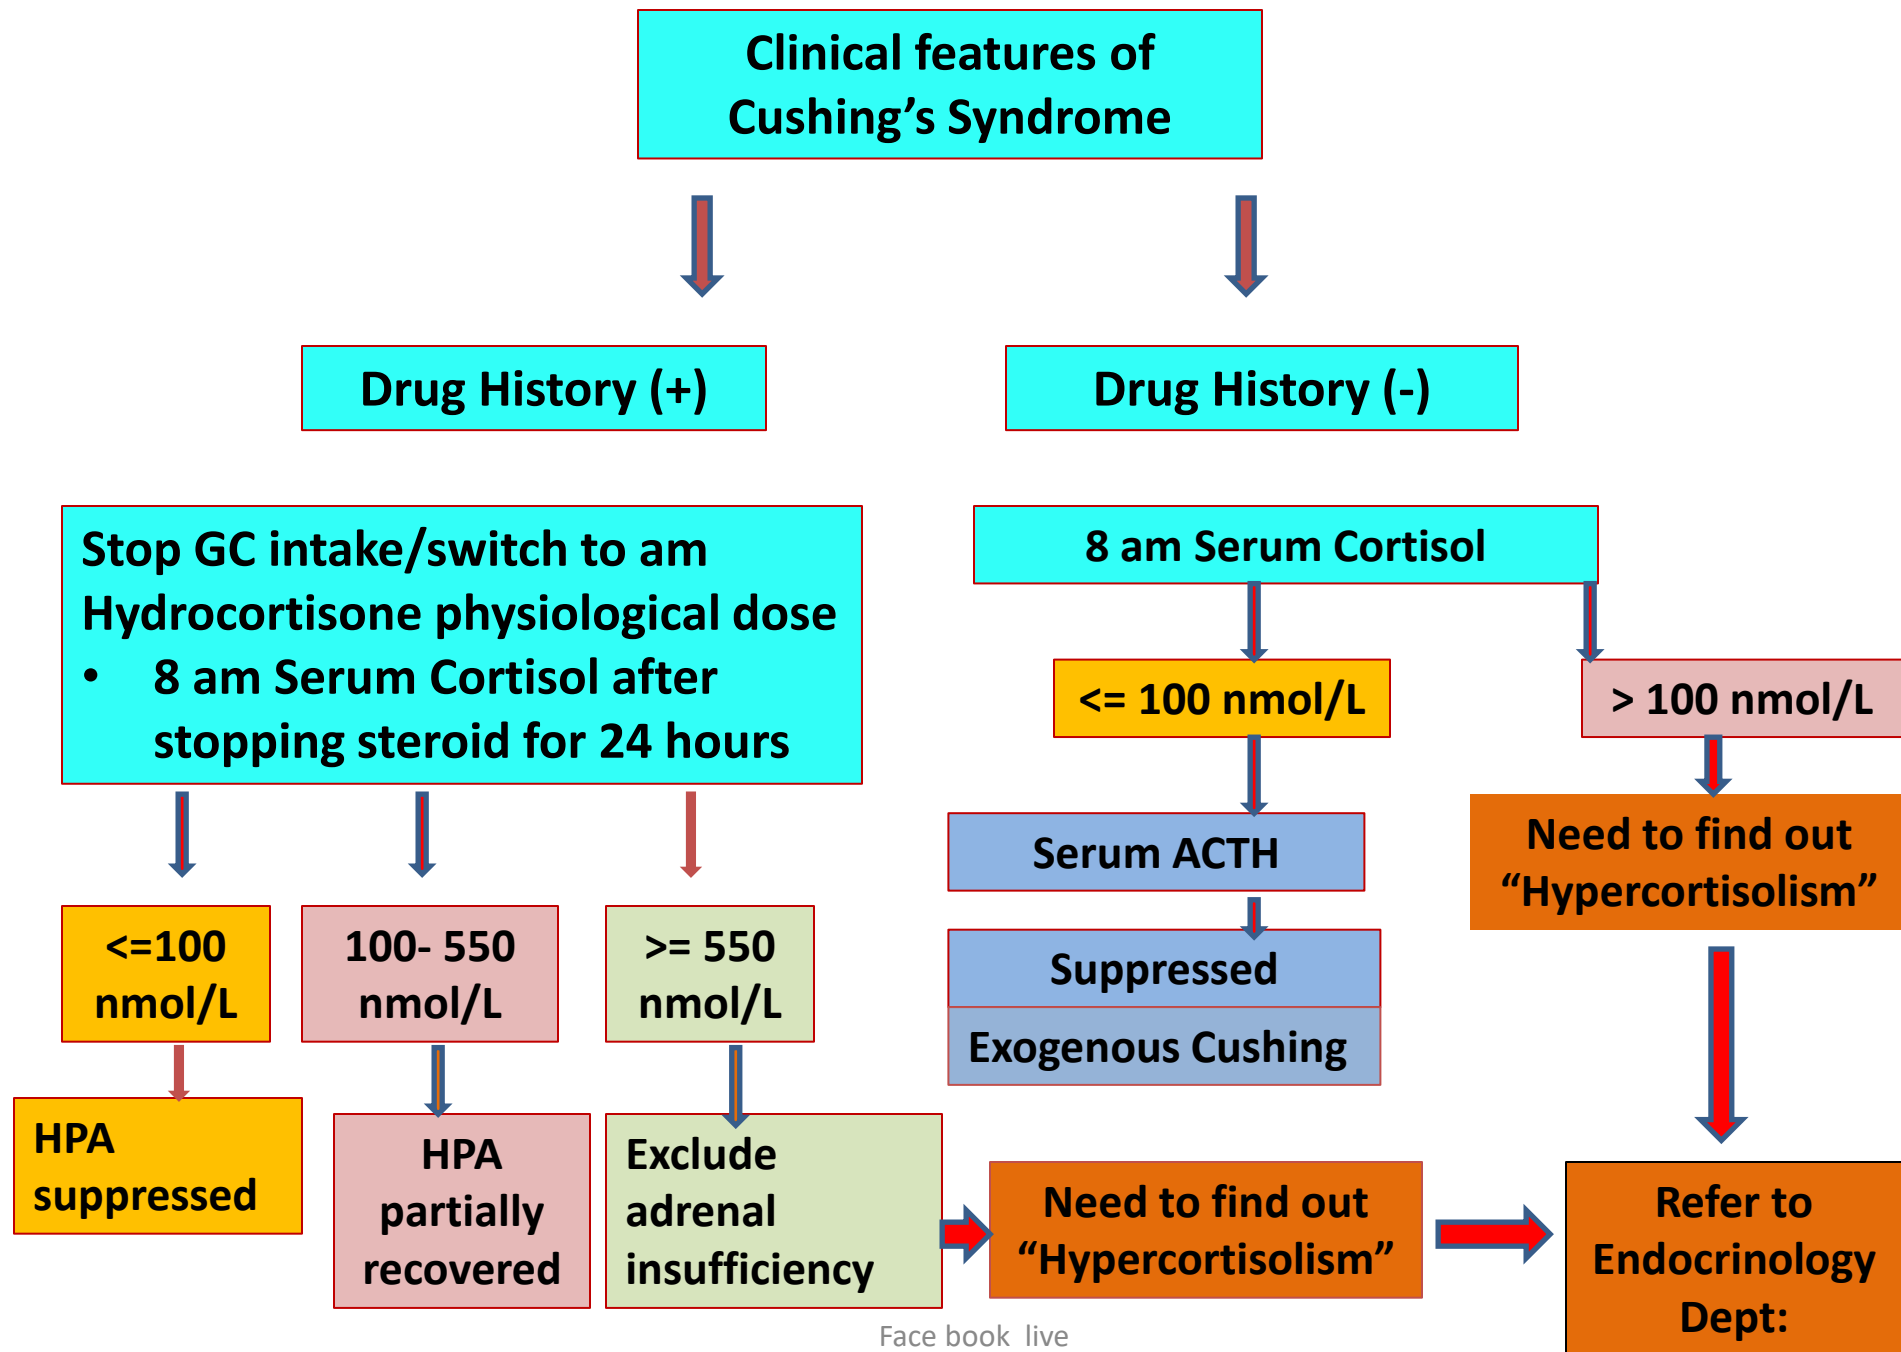 Clinical features of
Cushing’s Syndrome
Drug History (+)
Drug History (-)
Stop GC intake/switch to am
Hydrocortisone physiological dose
• 8 am Serum Cortisol after
stopping steroid for 24 hours
8 am Serum Cortisol
<= 100 nmol/L
> 100 nmol/L
Serum ACTH
Suppressed
Exogenous Cushing
Need to find out
“Hypercortisolism”
<=100
nmol/L
100- 550
nmol/L
>= 550
nmol/L
HPA
suppressed
HPA
partially
recovered
Exclude
adrenal
insufficiency
Need to find out
“Hypercortisolism”
Refer to
Endocrinology
Dept:
Face book live